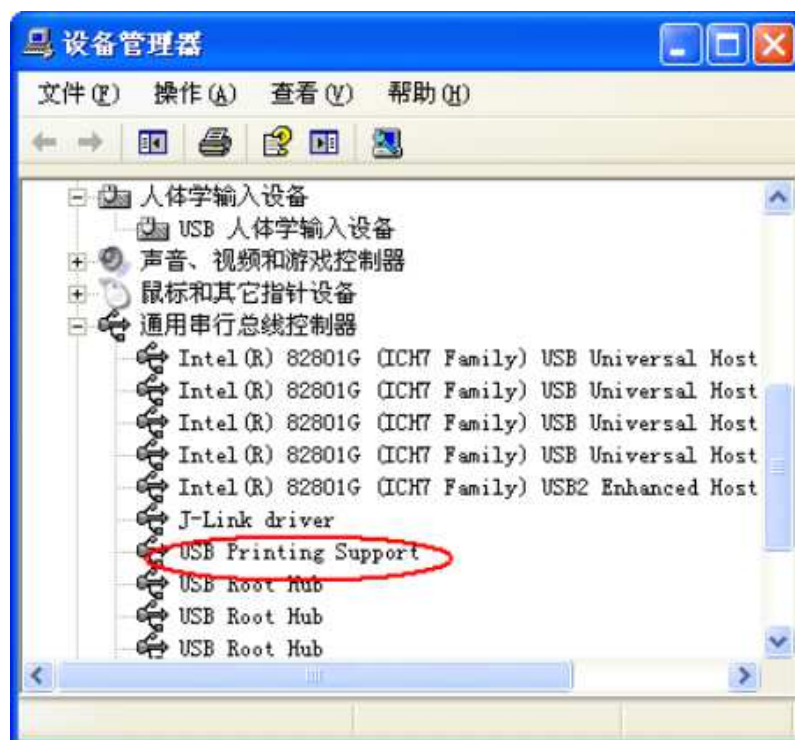 设备管理器
文件(F) 操作(A) 查看(V) 帮助(H)
人体学输入设备
USB 人体学输入设备
声音、视频和游戏控制器
鼠标和其它指针设备
通用串行总线控制器
Intel(R) 82801G (ICH7 Family) USB Universal Host
Intel(R) 82801G (ICH7 Family) USB Universal Host
Intel(R) 82801G (ICH7 Family) USB Universal Host
Intel(R) 82801G (ICH7 Family) USB Universal Host
Intel(R) 82801G (ICH7 Family) USB2 Enhanced Host
J-Link driver
USB Printing Support
USB Root Hub
USB Root Hub
USB Root Hub